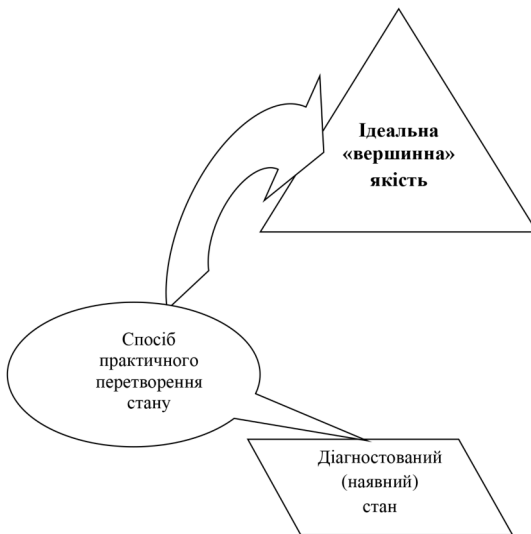 Ідеальна
«вершинна»
якість
Спосіб
практичного
перетворення
стану
Діагностований
(наявний)
стан